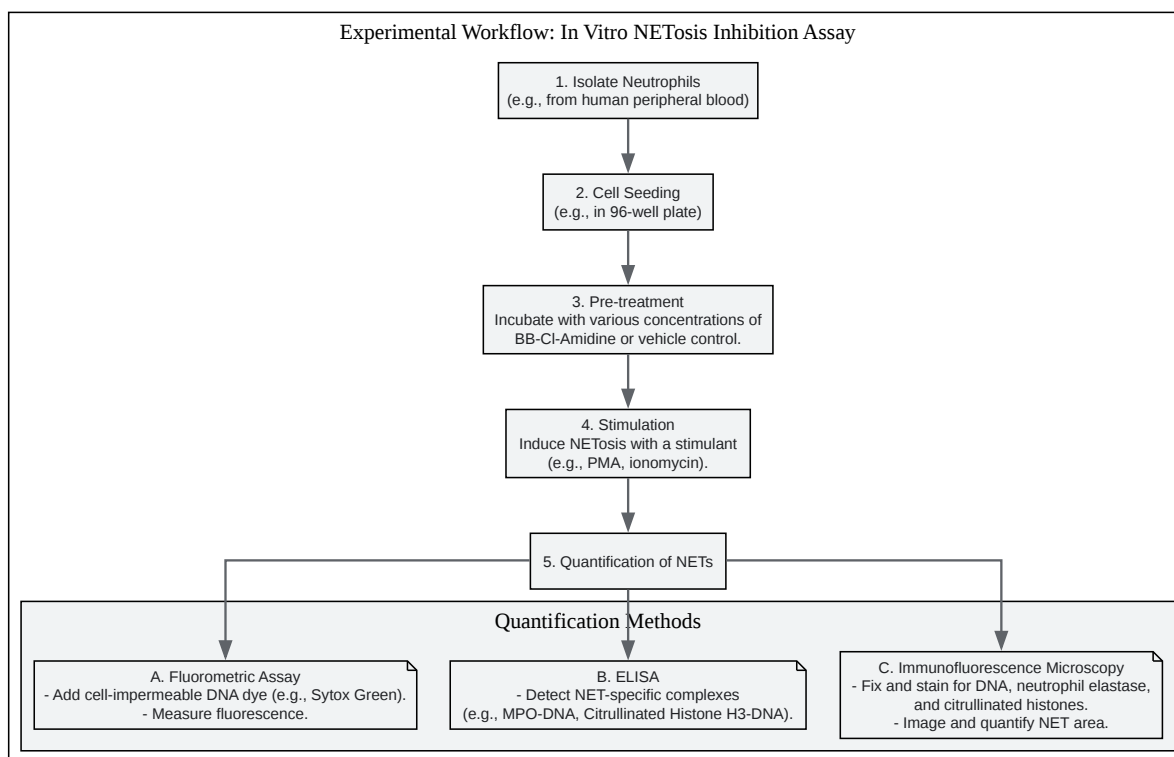 Experimental Workflow: In Vitro NETosis Inhibition Assay
1. Isolate Neutrophils
(e.g., from human peripheral blood)
2. Cell Seeding
(e.g., in 96-well plate)
3. Pre-treatment
Incubate with various concentrations of
BB-Cl-Amidine or vehicle control.
4. Stimulation
Induce NETosis with a stimulant
(e.g., PMA, ionomycin).
5. Quantification of NETs
Quantification Methods
A. Fluorometric Assay
- Add cell-impermeable DNA dye (e.g., Sytox Green).
- Measure fluorescence.
B. ELISA
- Detect NET-specific complexes
(e.g., MPO-DNA, Citrullinated Histone H3-DNA).
C. Immunofluorescence Microscopy
- Fix and stain for DNA, neutrophil elastase,
and citrullinated histones.
- Image and quantify NET area.